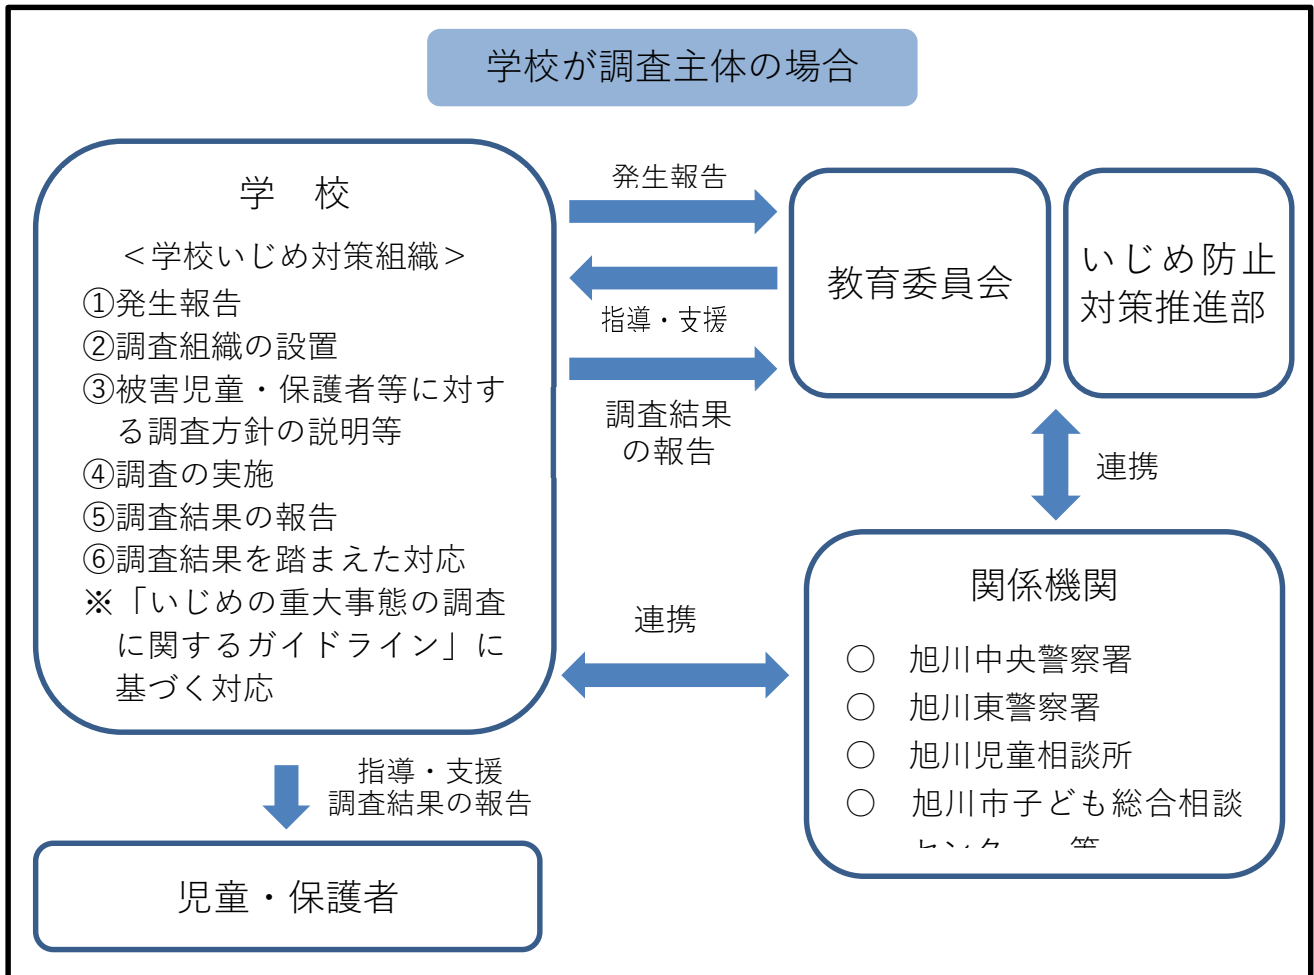 学校が調査主体の場合
学 校
＜学校いじめ対策組織＞
①発生報告
②調査組織の設置
③被害児童・保護者等に対す
る調査方針の説明等
④調査の実施
⑤調査結果の報告
⑥調査結果を踏まえた対応
※「いじめの重大事態の調査
に関するガイドライン」に
基づく対応
発生報告
指導・支援
調査結果
の報告
教育委員会
いじめ防止
対策推進部
連携
連携
関係機関
○ 旭川中央警察署
○ 旭川東警察署
○ 旭川児童相談所
○ 旭川市子ども総合相談
センター 等
指導・支援
調査結果の報告
児童・保護者